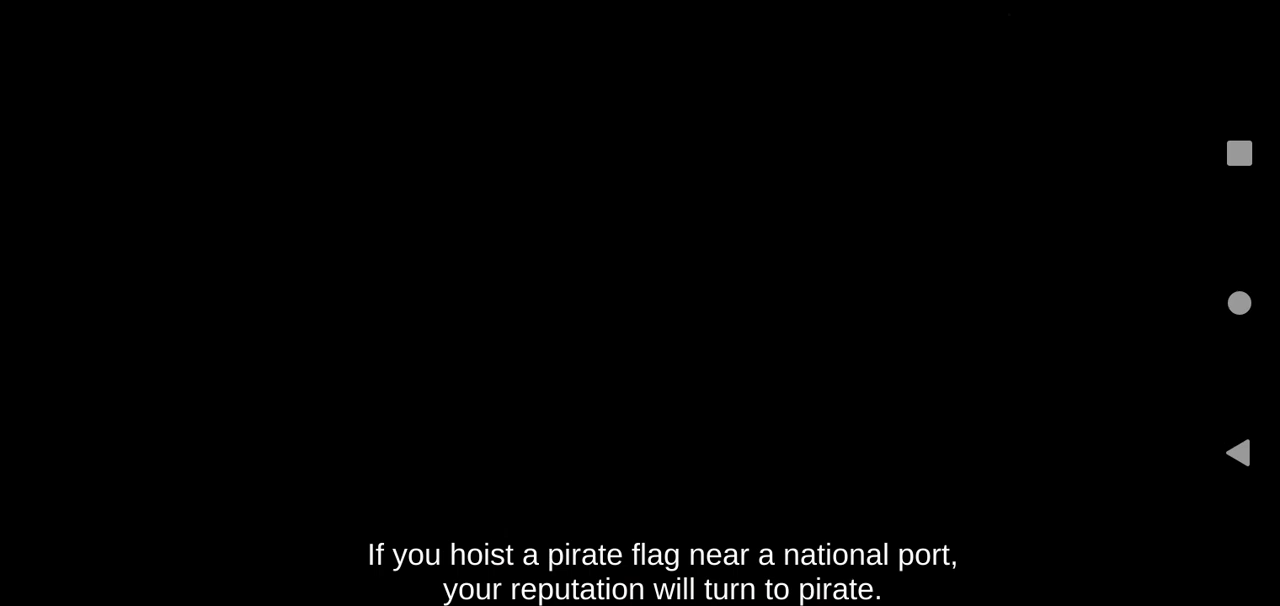 If you hoist a pirate flag near a national port,
your reputation will turn to pirate.